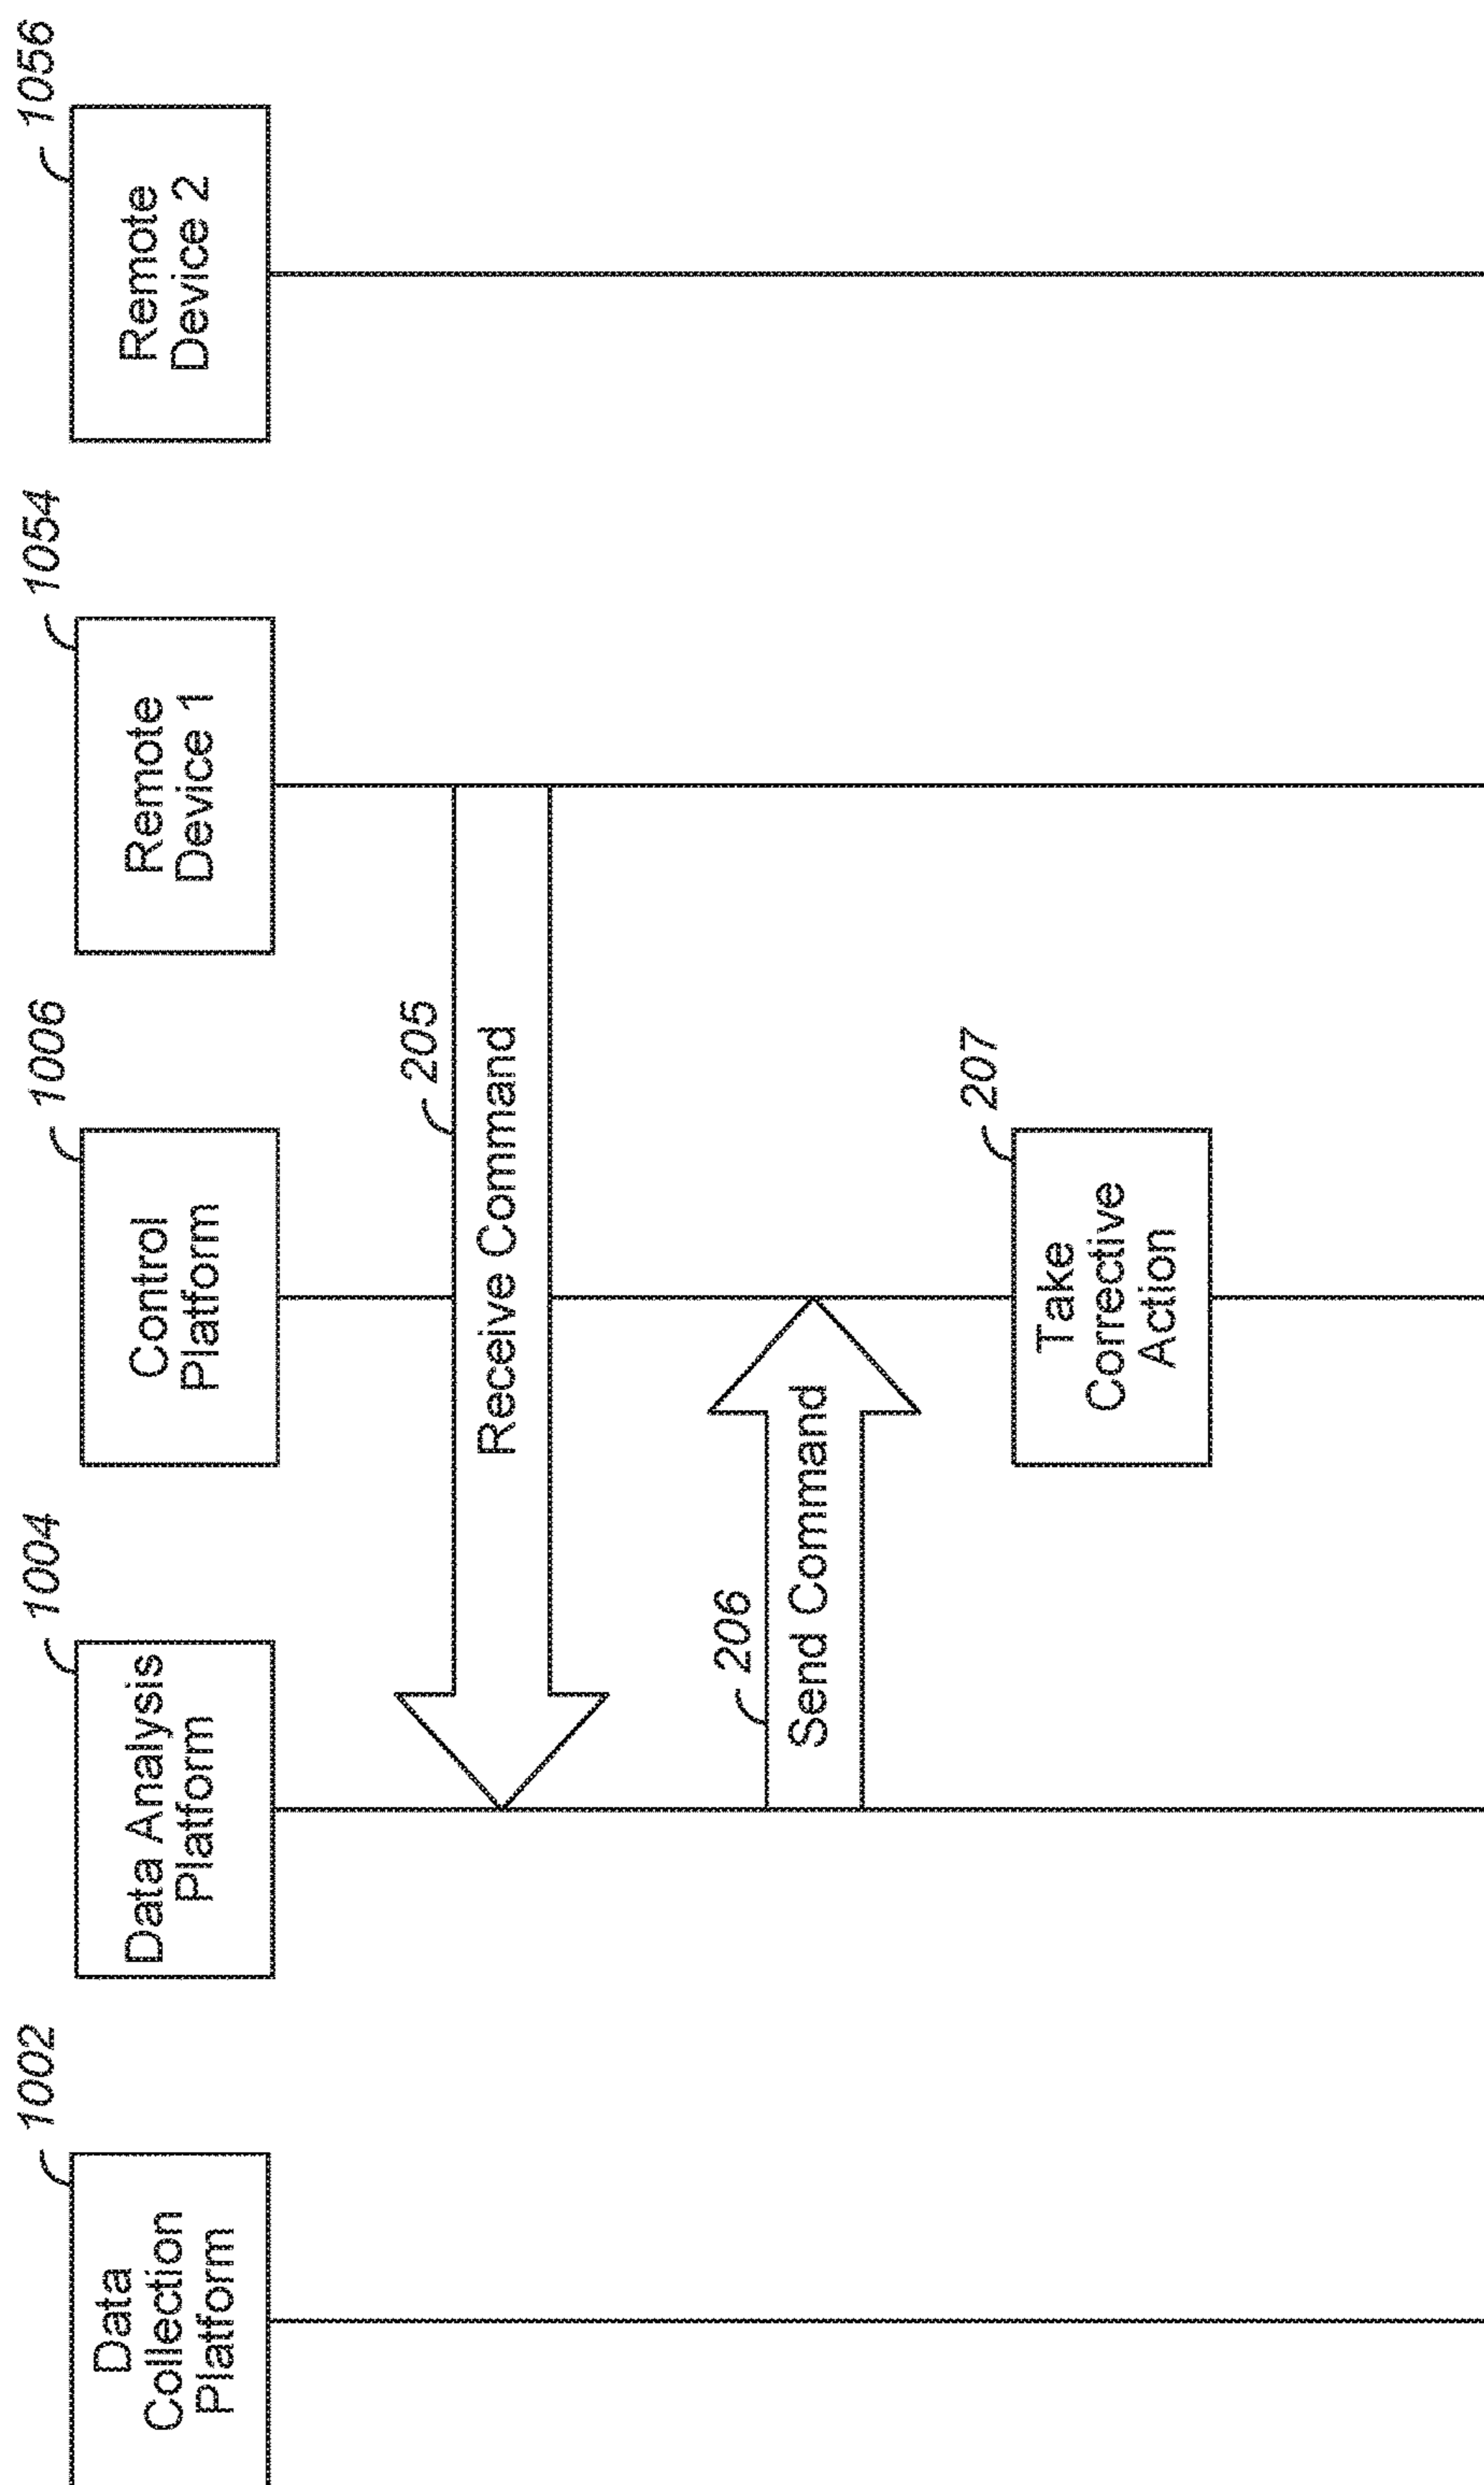 1002
Data
Collection
Platform
1004
Data Analysis
Platform
1006
Control
Platform
1054
Remote
Device 1
1056
Remote
Device 2
205
Receive Command
206
Send Command
207
Take
Corrective
Action